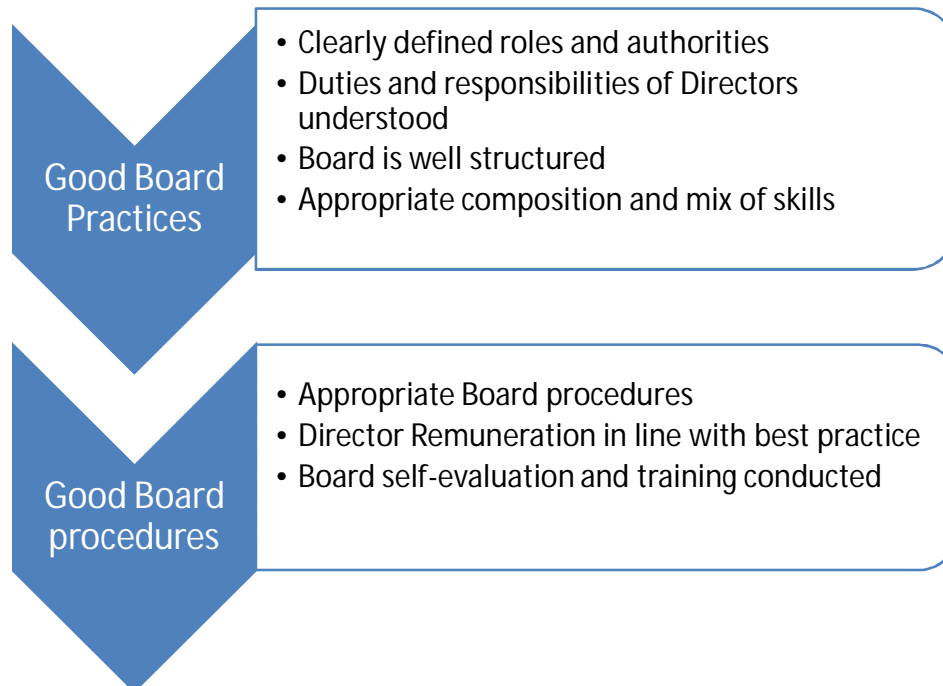 Good Board
Practices
• Clearly defined roles and authorities
• Duties and responsibilities of Directors
understood
• Board is well structured
• Appropriate composition and mix of skills
Good Board
procedures
• Appropriate Board procedures
• Director Remuneration in line with best practice
• Board self-evaluation and training conducted